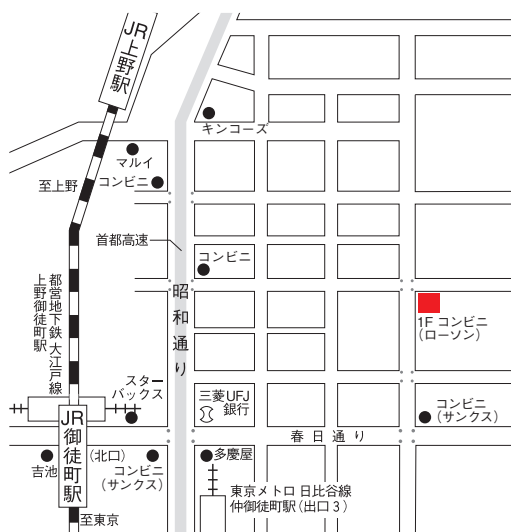 JR上野駅
キンコーズ
マルイ
コンビニ
至上野
首都高速
コンビニ
昭和通り
都営地下鉄 大江戸線
上野御徒町駅
1F コンビニ
(ローソン)
スター
バックス
三菱UFJ
銀行
コンビニ
(サンクス)
春日通り
JR御徒町駅
(北口)
吉池
コンビニ
(サンクス)
多慶屋
東京メトロ 日比谷線
仲御徒町駅(出口3)
至東京